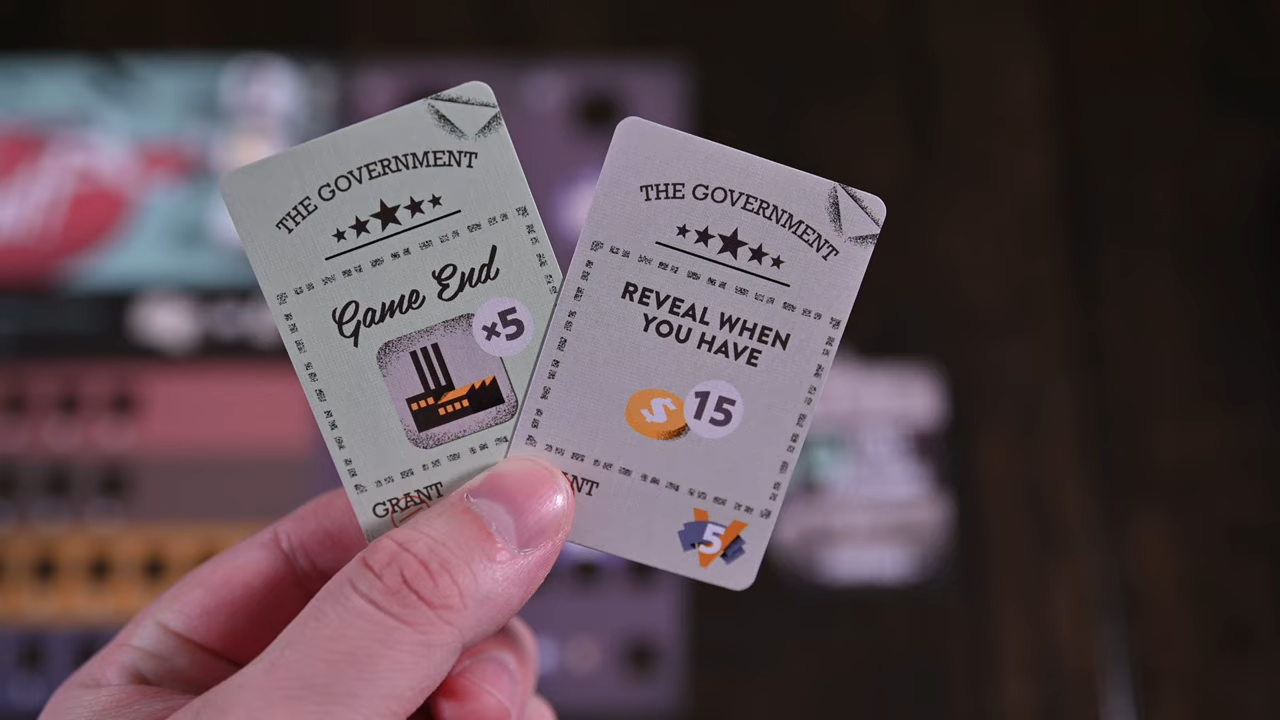 THE GOVERNMENT
Game End
×5
GRANT
THE GOVERNMENT
REVEAL WHEN
YOU HAVE
$ 15
5